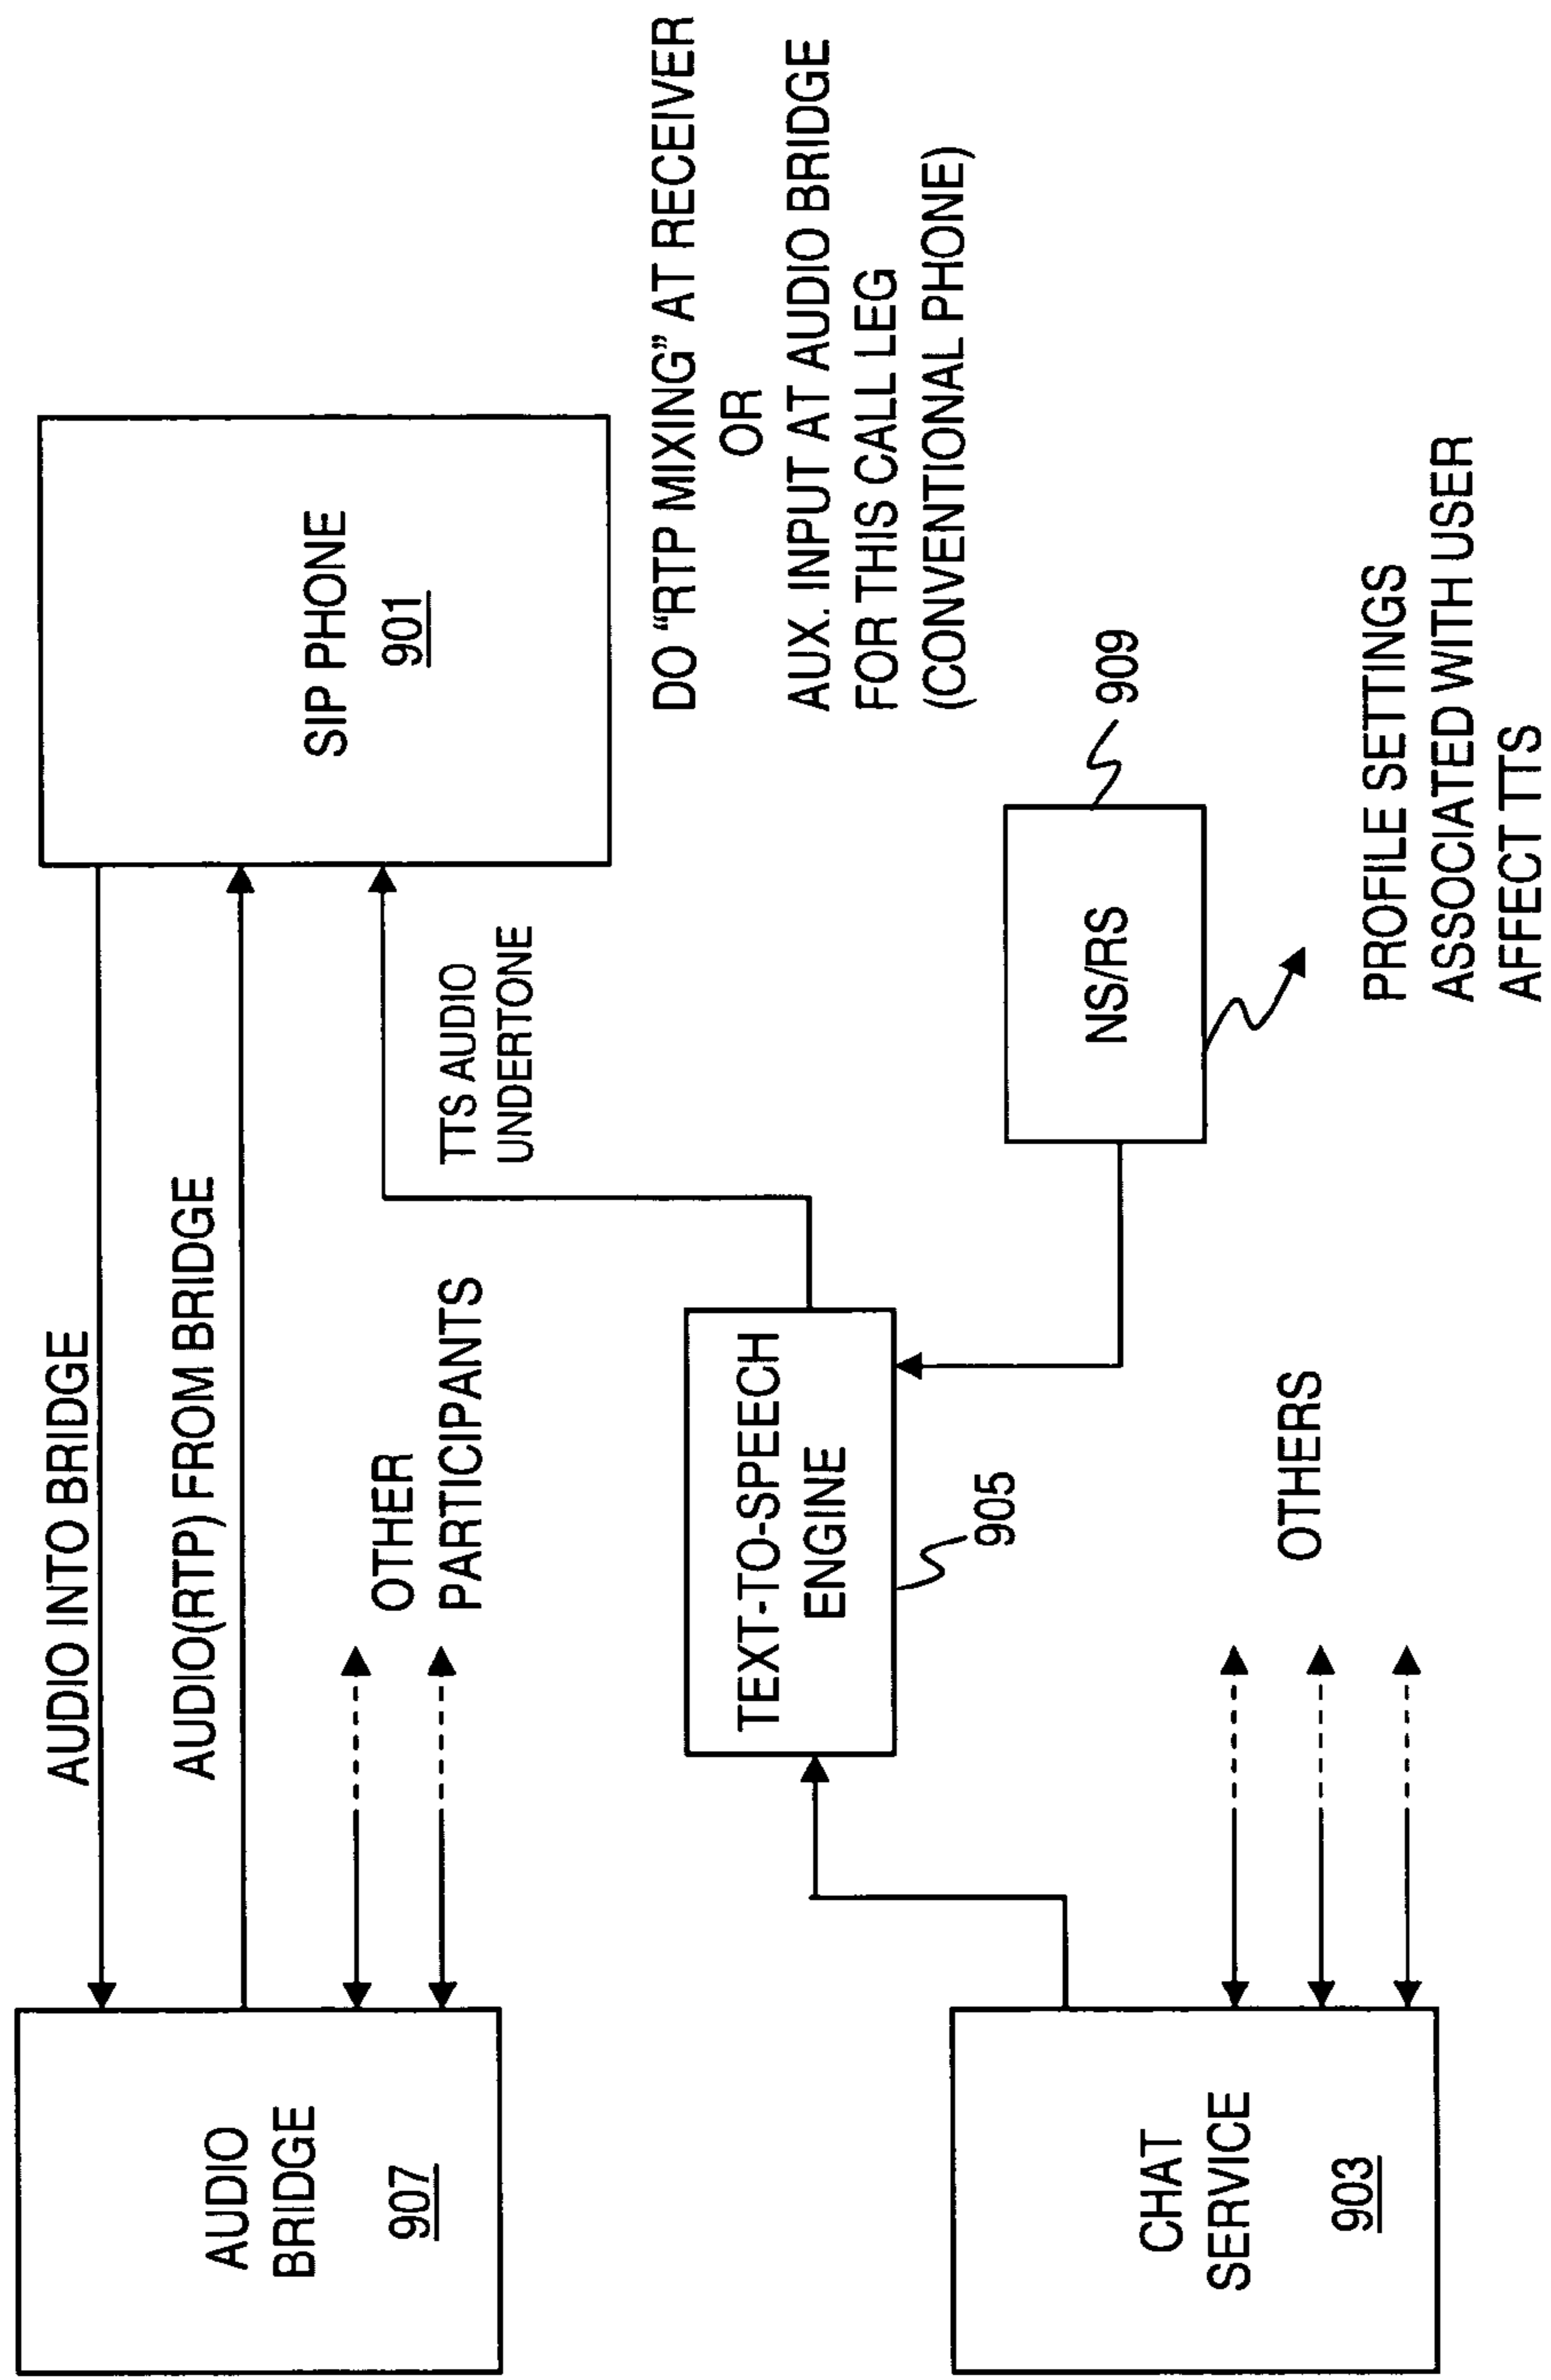 AUDIO
BRIDGE
907
AUDIO INTO BRIDGE
AUDIO(RTP) FROM BRIDGE
OTHER
PARTICIPANTS
SIP PHONE
901
TTS AUDIO
UNDERTONE
DO “RTP MIXING” AT RECEIVER
OR
AUX. INPUT AT AUDIO BRIDGE
FOR THIS CALL LEG
(CONVENTIONAL PHONE)
TEXT-TO-SPEECH
ENGINE
905
NS/RS
909
PROFILE SETTINGS
ASSOCIATED WITH USER
AFFECT TTS
CHAT
SERVICE
903
OTHERS